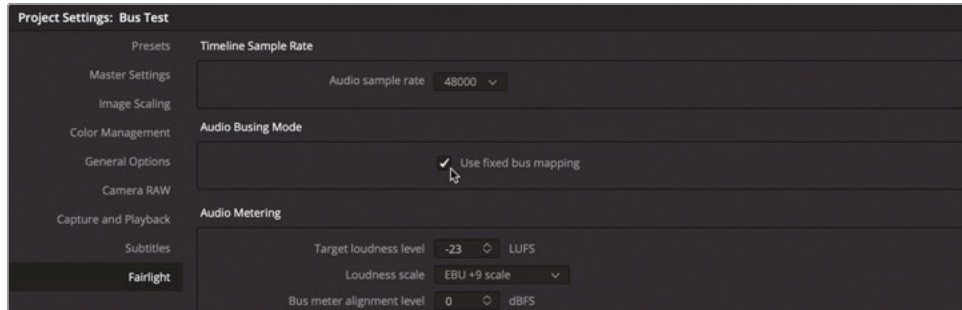 Project Settings: Bus Test
Presets
Master Settings
Image Scaling
Color Management
General Options
Camera RAW
Capture and Playback
Subtitles
Fairlight
Timeline Sample Rate
Audio sample rate 48000
Audio Busing Mode
Use fixed bus mapping
Audio Metering
Target loudness level -23 LUFS
Loudness scale EBU +9 scale
Bus meter alignment level 0 dBFS